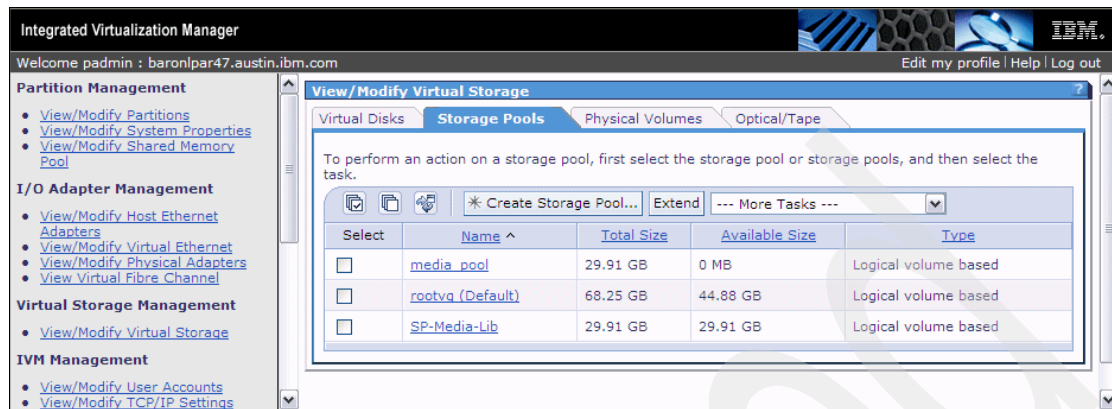 Integrated Virtualization Manager
IBM.
Welcome padmin : baronlpar47.austin.ibm.com
Edit my profile | Help | Log out
Partition Management
View/Modify Partitions
View/Modify System Properties
View/Modify Shared Memory
Pool
I/O Adapter Management
View/Modify Host Ethernet
Adapters
View/Modify Virtual Ethernet
View/Modify Physical Adapters
View Virtual Fibre Channel
Virtual Storage Management
View/Modify Virtual Storage
IVM Management
View/Modify User Accounts
View/Modify TCP/IP Settings
View/Modify Virtual Storage
?
Virtual Disks Storage Pools Physical Volumes Optical/Tape
To perform an action on a storage pool, first select the storage pool or storage pools, and then select the
task.
Create Storage Pool... Extend --- More Tasks ---
Select Name ^ Total Size Available Size Type
media_pool 29.91 GB 0 MB Logical volume based
rootvg (Default) 68.25 GB 44.88 GB Logical volume based
SP-Media-Lib 29.91 GB 29.91 GB Logical volume based